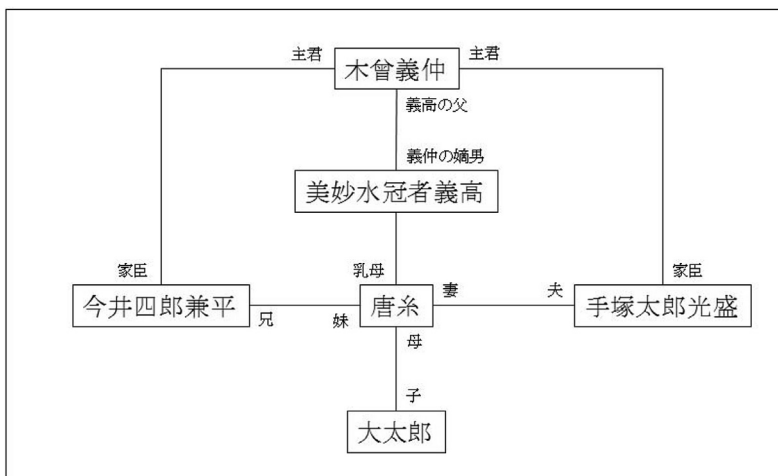 主君
木曾義仲
主君
義高の父
義仲の嫡男
美妙水冠者義高
家臣
乳母
家臣
今井四郎兼平
兄
妹
唐糸
妻
夫
手塚太郎光盛
母
子
大太郎